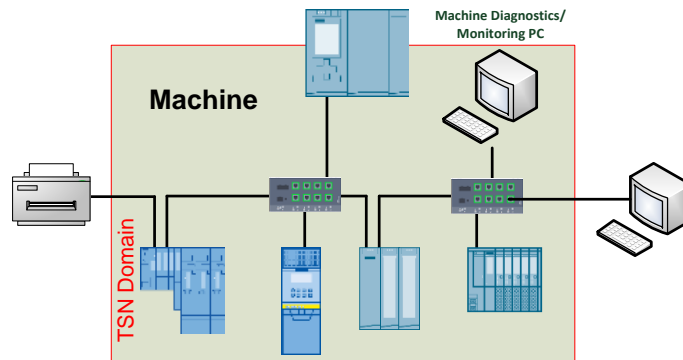 Machine Diagnostics/
Monitoring PC
Machine
TSN Domain